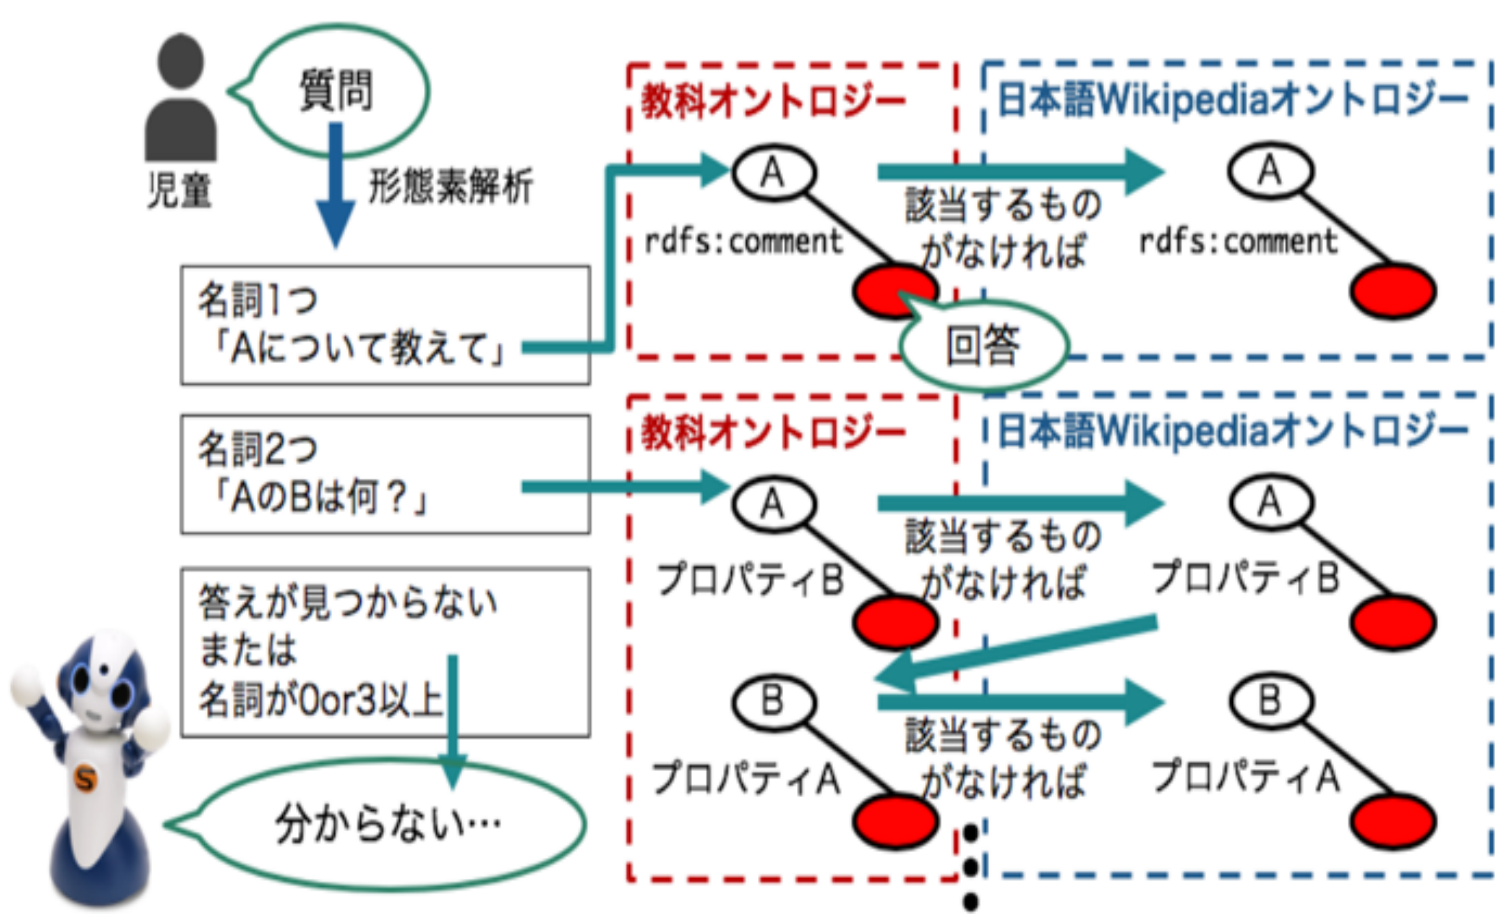 質問
児童
形態素解析
名詞1つ
「Aについて教えて」
名詞2つ
「AのBは何？」
答えが見つからない
または
名詞が0or3以上
分からない…
S
教科オントロジー
A
rdfs:comment
該当するもの
がなければ
回答
日本語Wikipediaオントロジー
A
rdfs:comment
教科オントロジー
A
プロパティB
該当するもの
がなければ
日本語Wikipediaオントロジー
A
プロパティB
B
プロパティA
該当するもの
がなければ
B
プロパティA